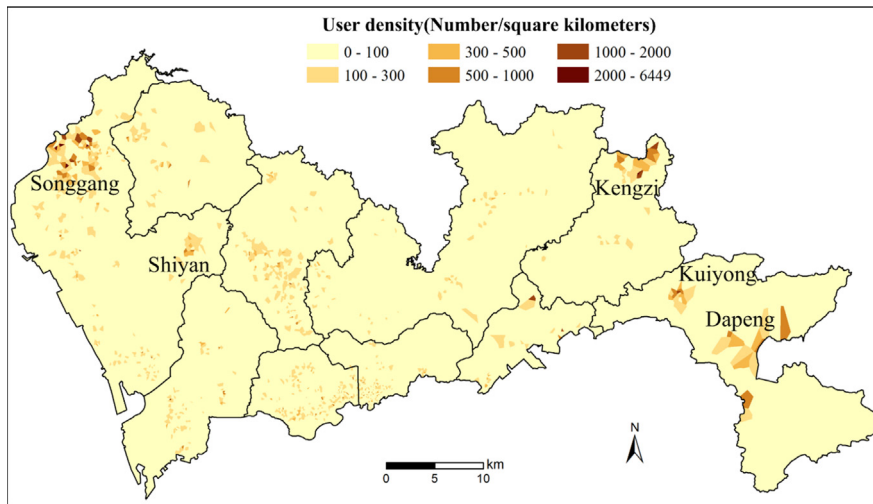 User density(Number/square kilometers)
0 - 100 300 - 500 1000 - 2000
100 - 300 500 - 1000 2000 - 6449
Songgang
Kengzi
Shiyan
Kuiyong
Dapeng
N
km
0 5 10